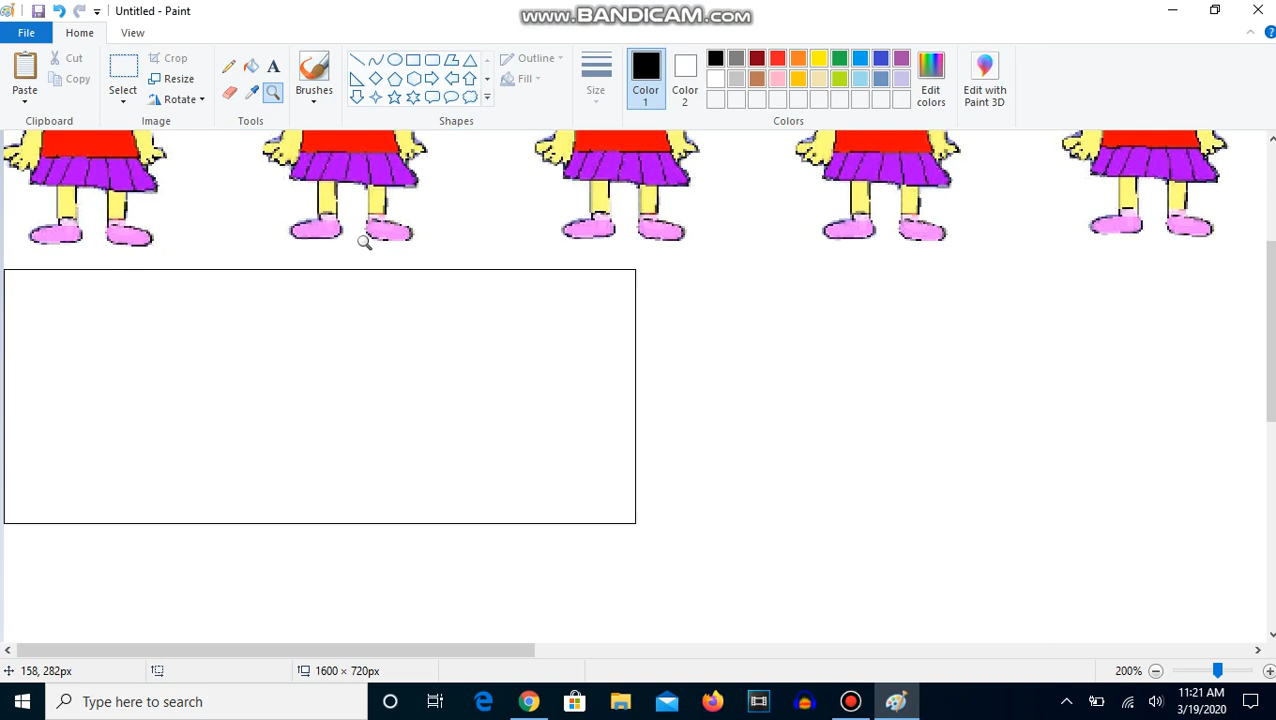 Untitled - Paint
www.BANDICAM.com
File
Home
View
Paste
Cut
Copy
Clipboard
Select
Crop
Resize
Rotate
Image
A
Tools
Brushes
Shapes
Outline
Fill
Size
Color 1
Color 2
Colors
Edit colors
Edit with Paint 3D
158, 282px
1600 × 720px
200%
Type here to search
11:21 AM
3/19/2020